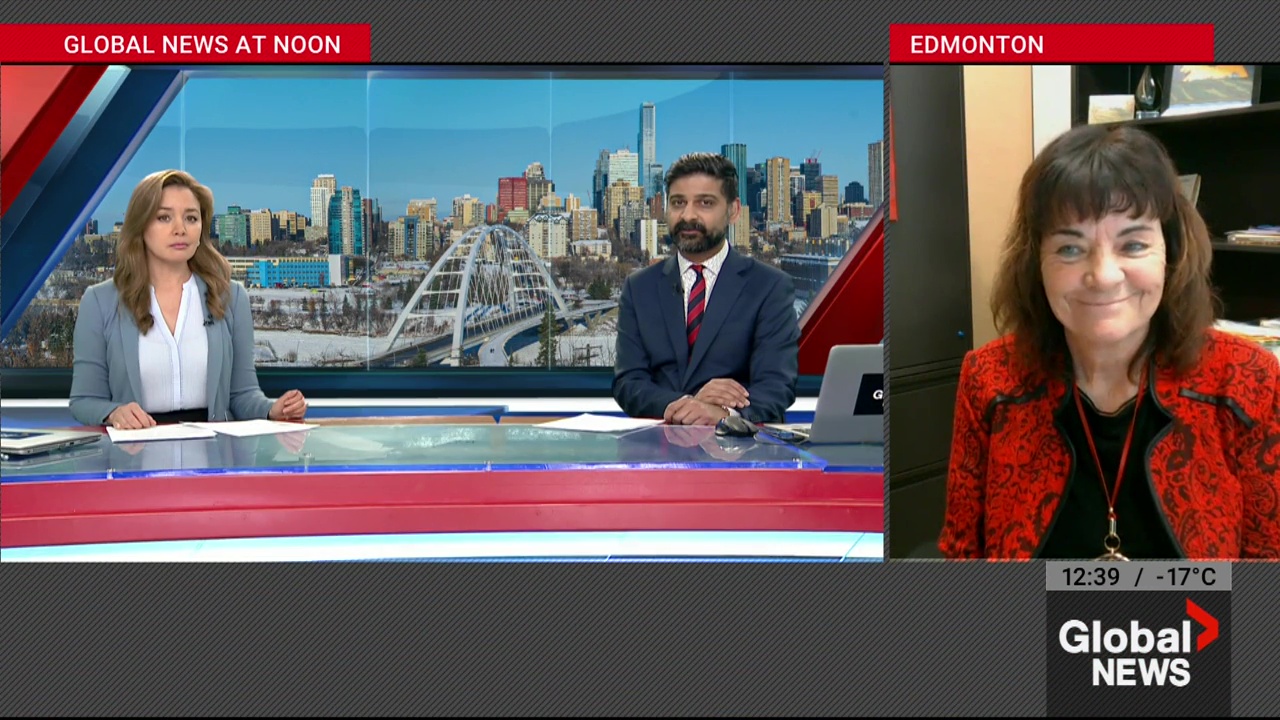 GLOBAL NEWS AT NOON
EDMONTON
G
12:39 / -17°C
Global
NEWS